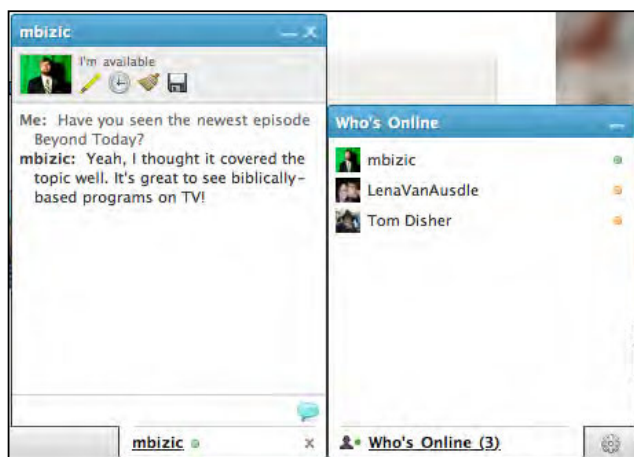 mbizic
I'm available
Me: Have you seen the newest episode
Beyond Today?
mbizic: Yeah, I thought it covered the
topic well. It's great to see biblically-
based programs on TV!
mbizic
Who's Online
mbizic
LenaVanAusdle
Tom Disher
Who's Online (3)